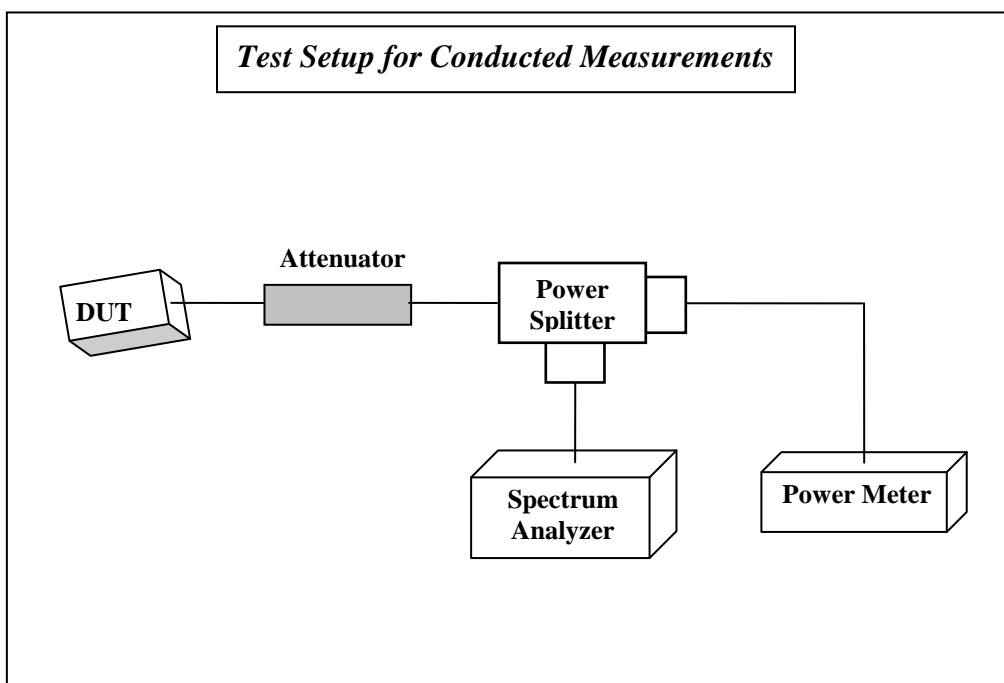 Test Setup for Conducted Measurements
Attenuator
DUT
Power
Splitter
Spectrum
Analyzer
Power Meter